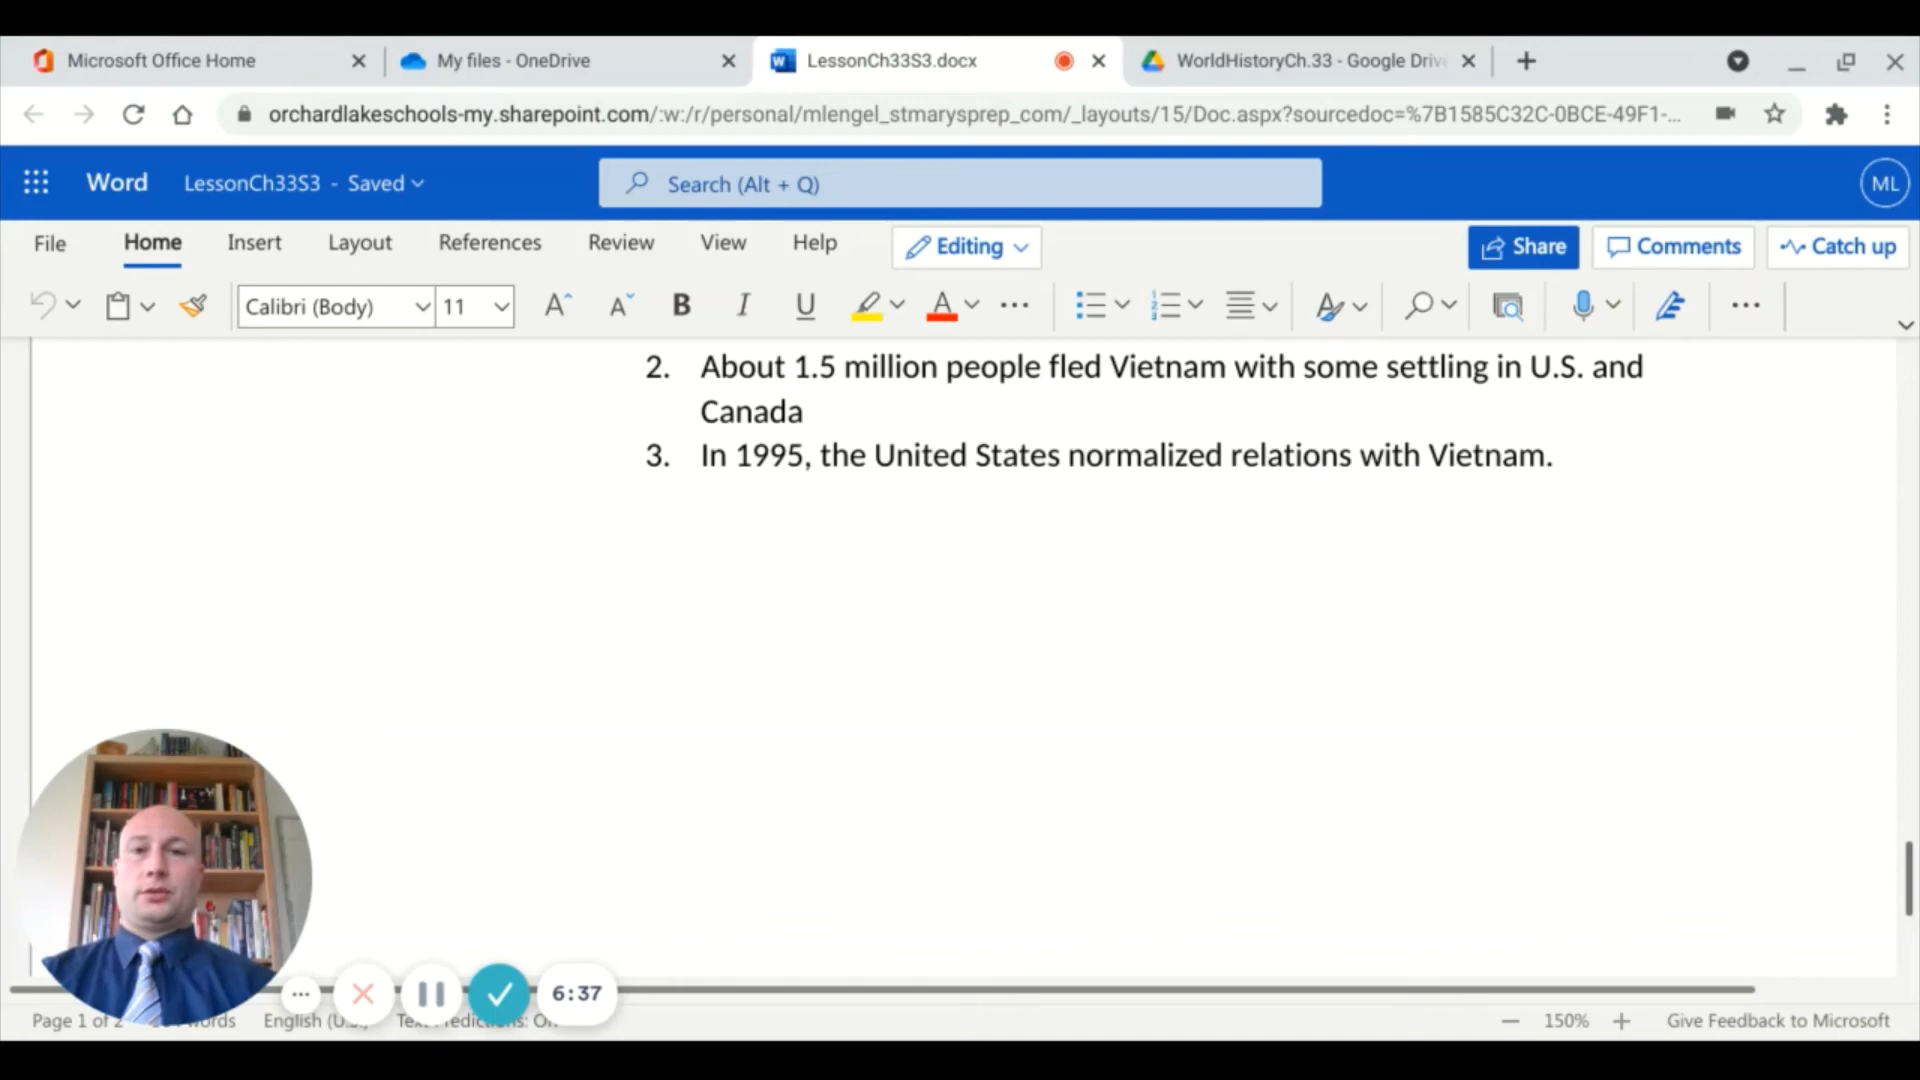 Microsoft Office Home
My files - OneDrive
LessonCh33S3.docx
WorldHistoryCh.33 - Google Driv
orchardlakeschools-my.sharepoint.com/:w:/r/personal/mlengel_stmarysprep_com/_layouts/15/Doc.aspx?sourcedoc=%7B1585C32C-0BCE-49F1-...
Word
LessonCh33S3 - Saved
Search (Alt + Q)
ML
File Home Insert Layout References Review View Help
Editing
Share
Comments
Catch up
Calibri (Body) 11
2. About 1.5 million people fled Vietnam with some settling in U.S. and
Canada
3. In 1995, the United States normalized relations with Vietnam.
6:37
Page 1 of 2
English (U.S.)
150%
Give Feedback to Microsoft